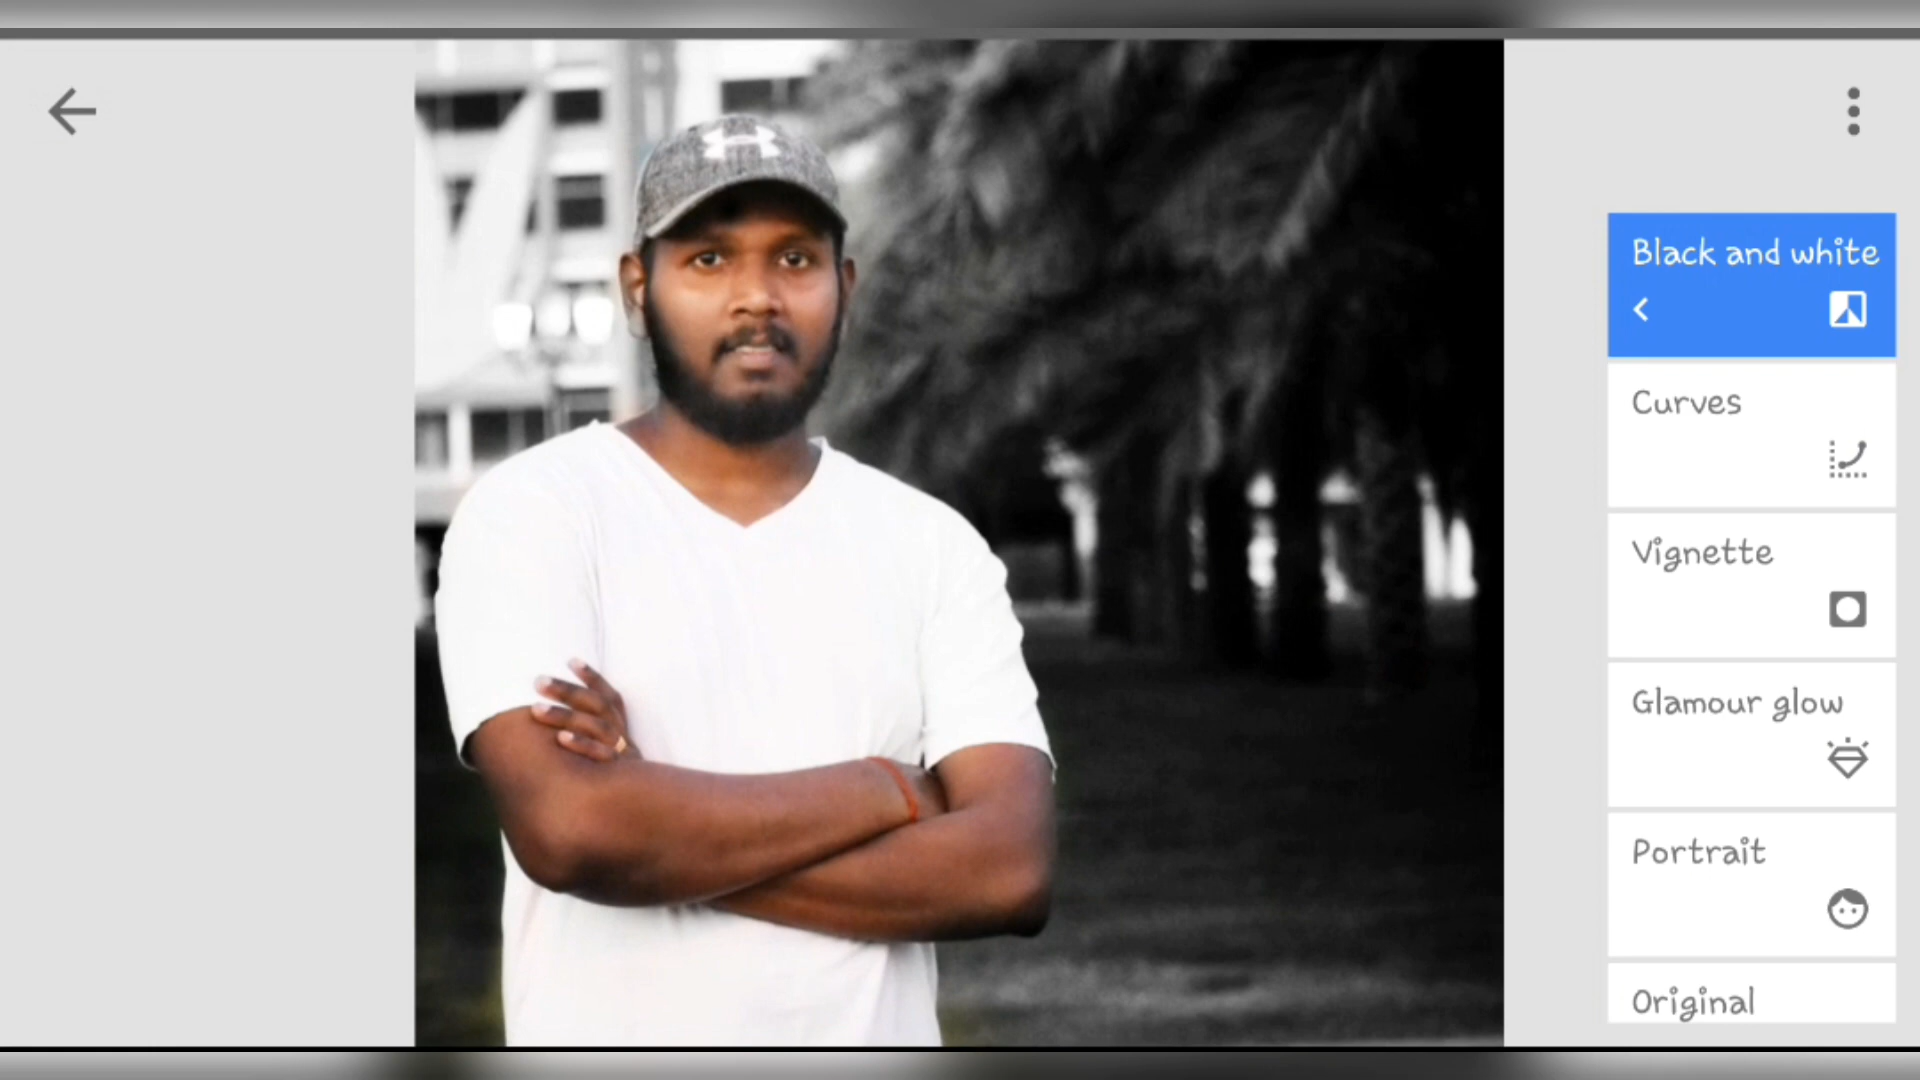 Black and white
Curves
Vignette
Glamour glow
Portrait
Original